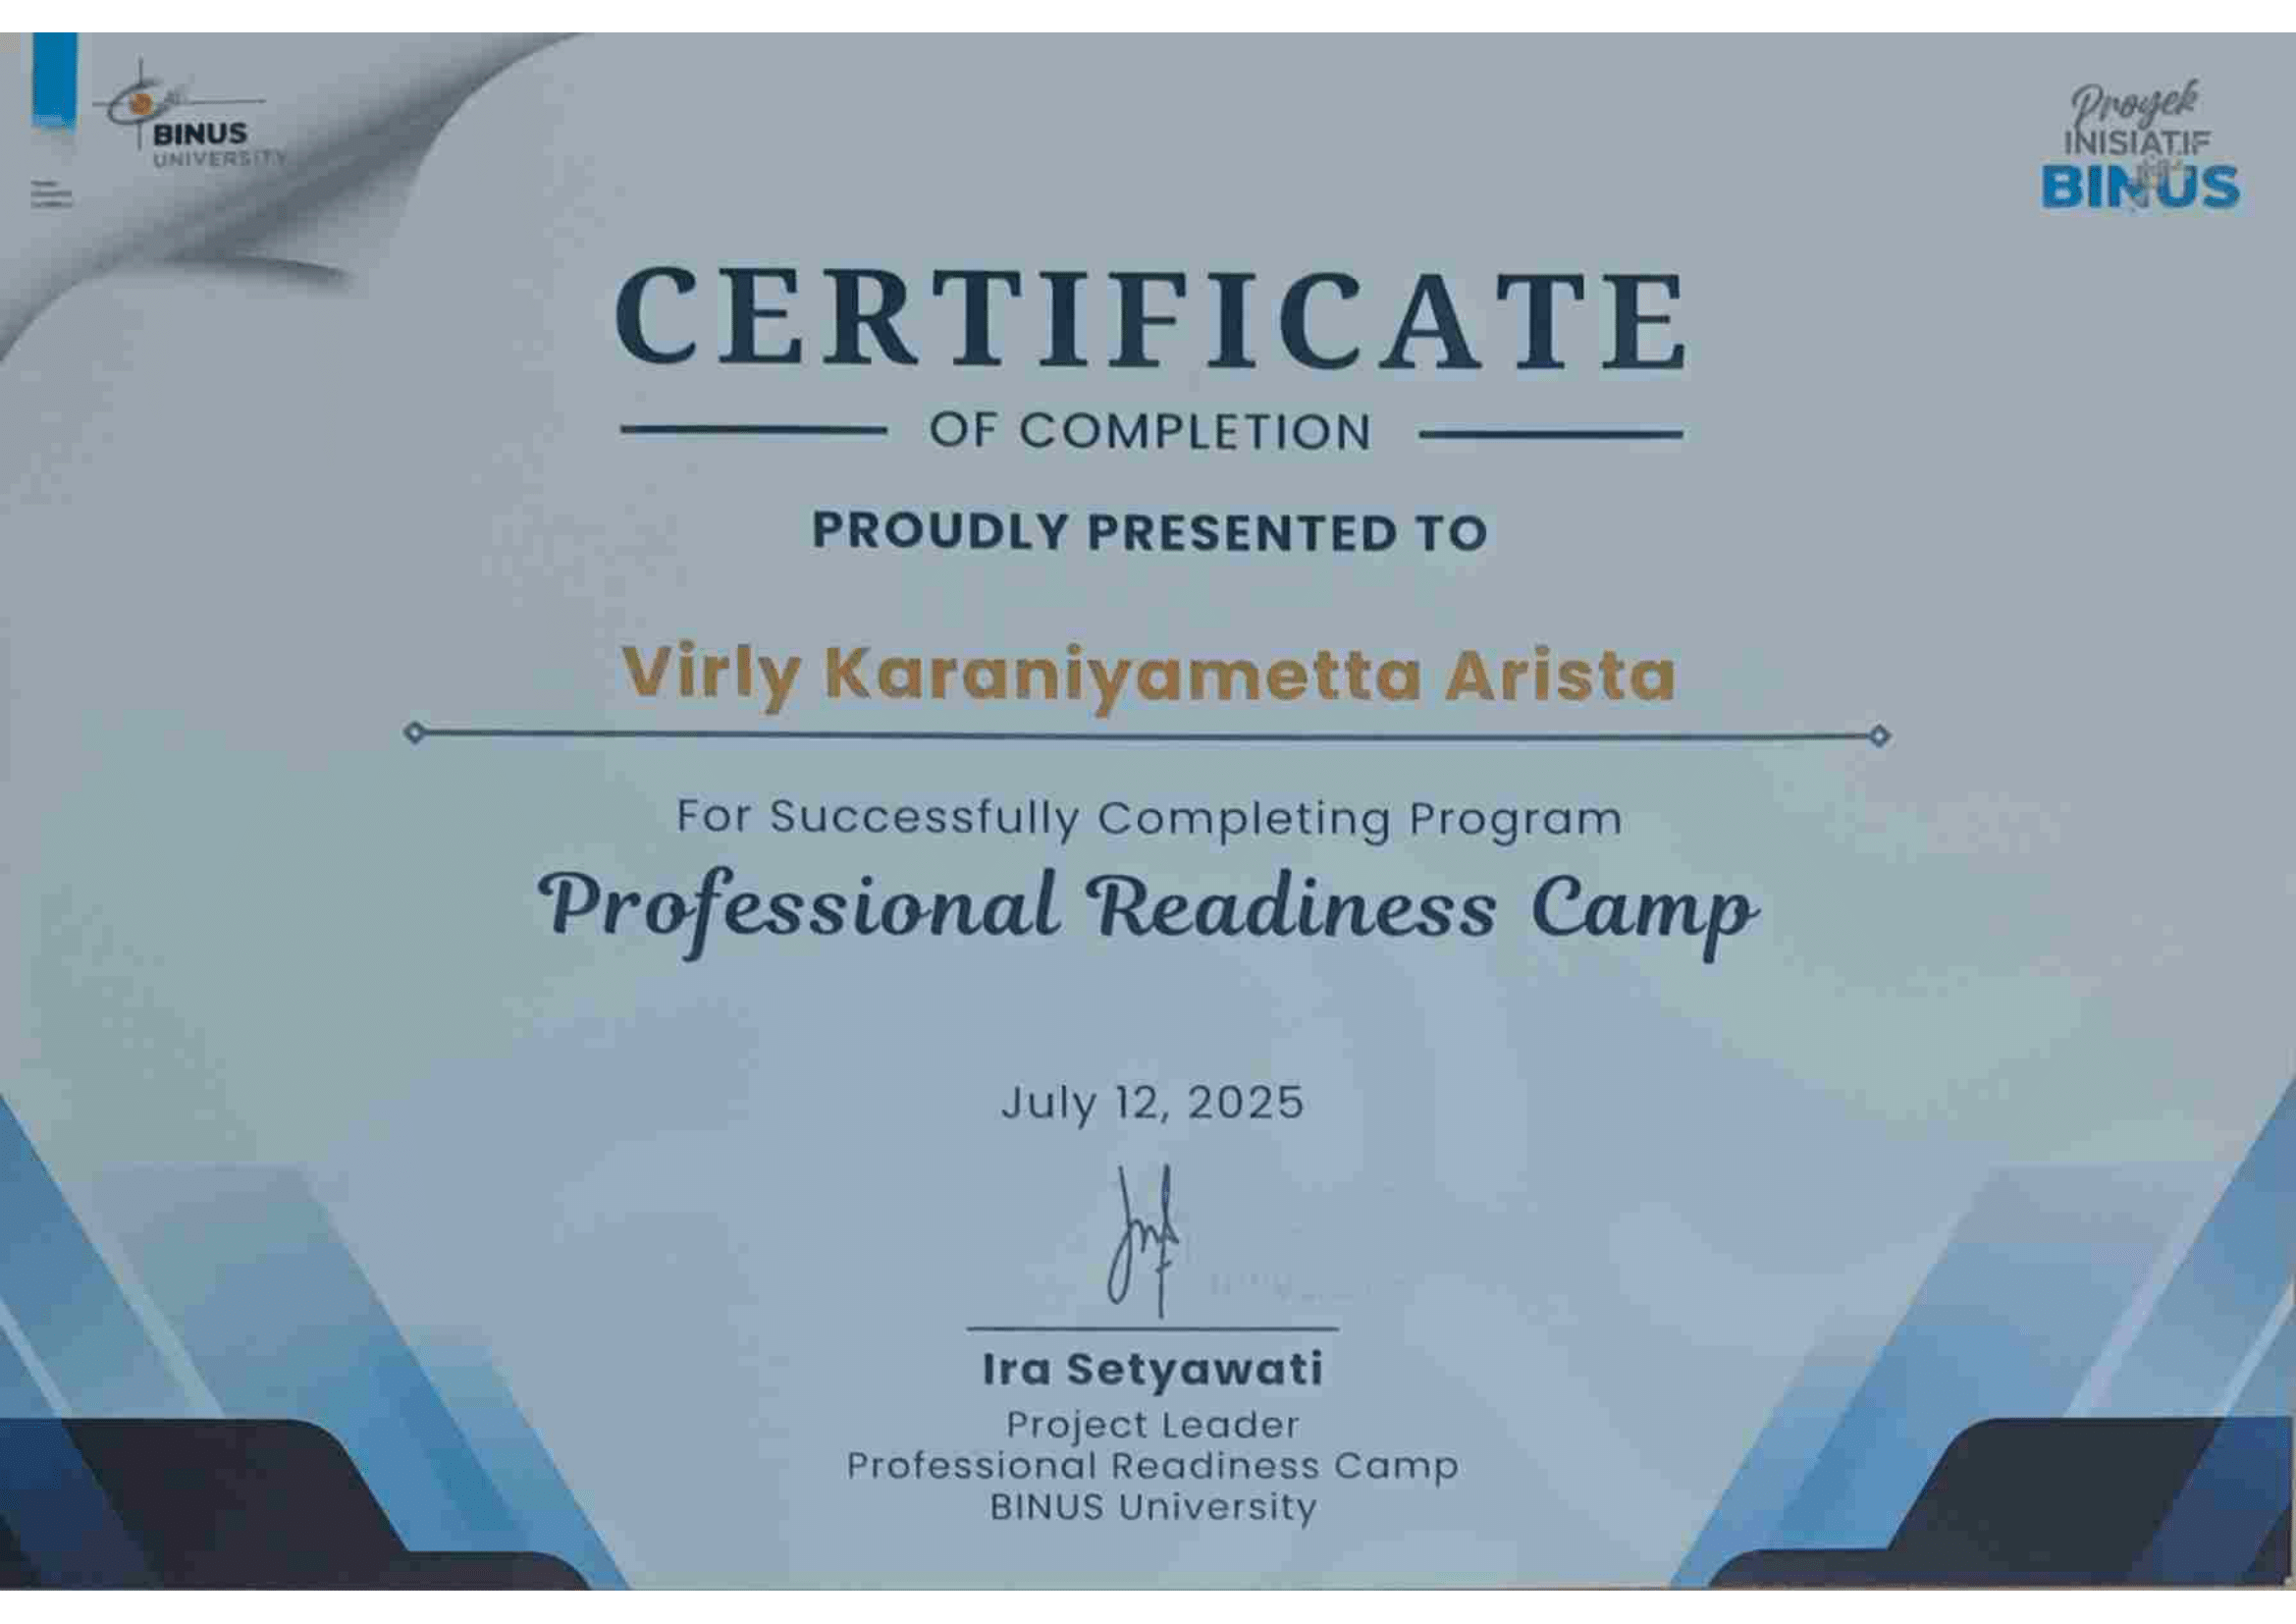 BINUS
UNIVERSITY
Proyek
INISIATIF
BINUS
CERTIFICATE
OF COMPLETION
PROUDLY PRESENTED TO
Virly Karaniyametta Arista
For Successfully Completing Program
Professional Readiness Camp
July 12, 2025
Ira Setyawati
Project Leader
Professional Readiness Camp
BINUS University